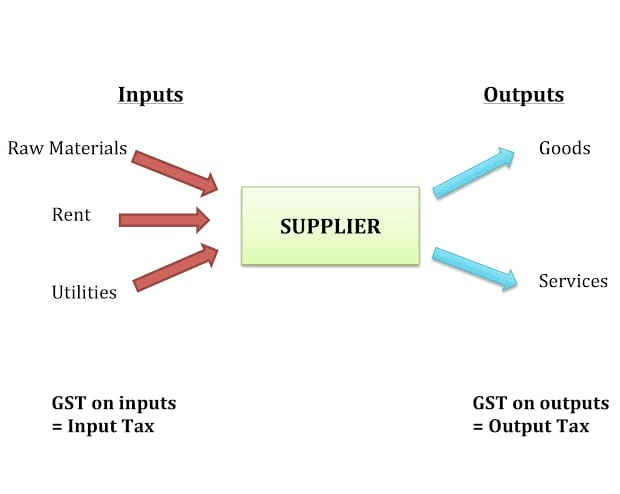 Inputs
Outputs
Raw Materials
Goods
Rent
SUPPLIER
Utilities
Services
GST on inputs
= Input Tax
GST on outputs
= Output Tax